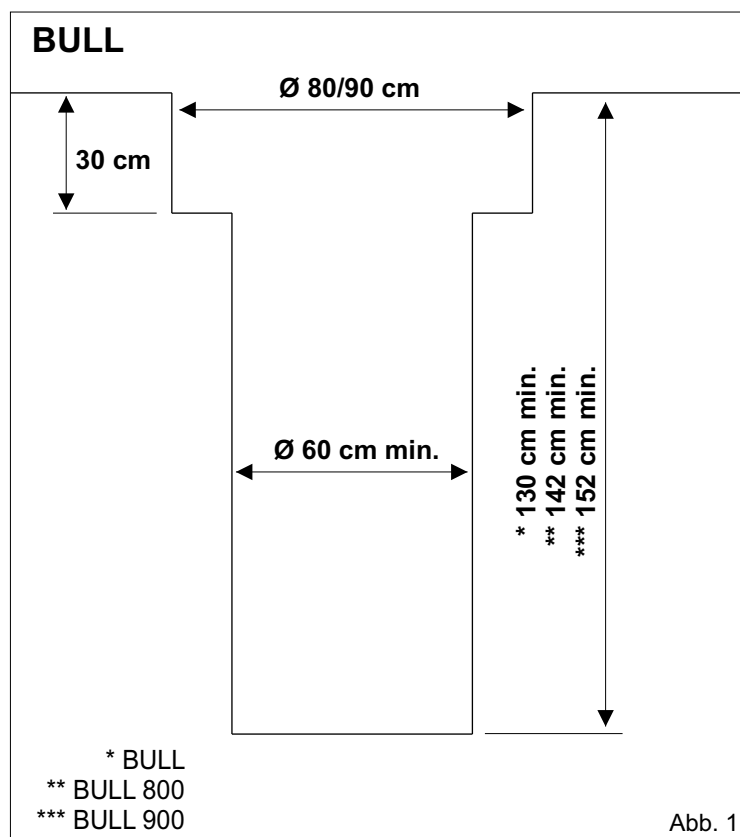 BULL
Ø 80/90 cm
30 cm
Ø 60 cm min.
* 130 cm min.
** 142 cm min.
*** 152 cm min.
* BULL
** BULL 800
*** BULL 900
Abb. 1